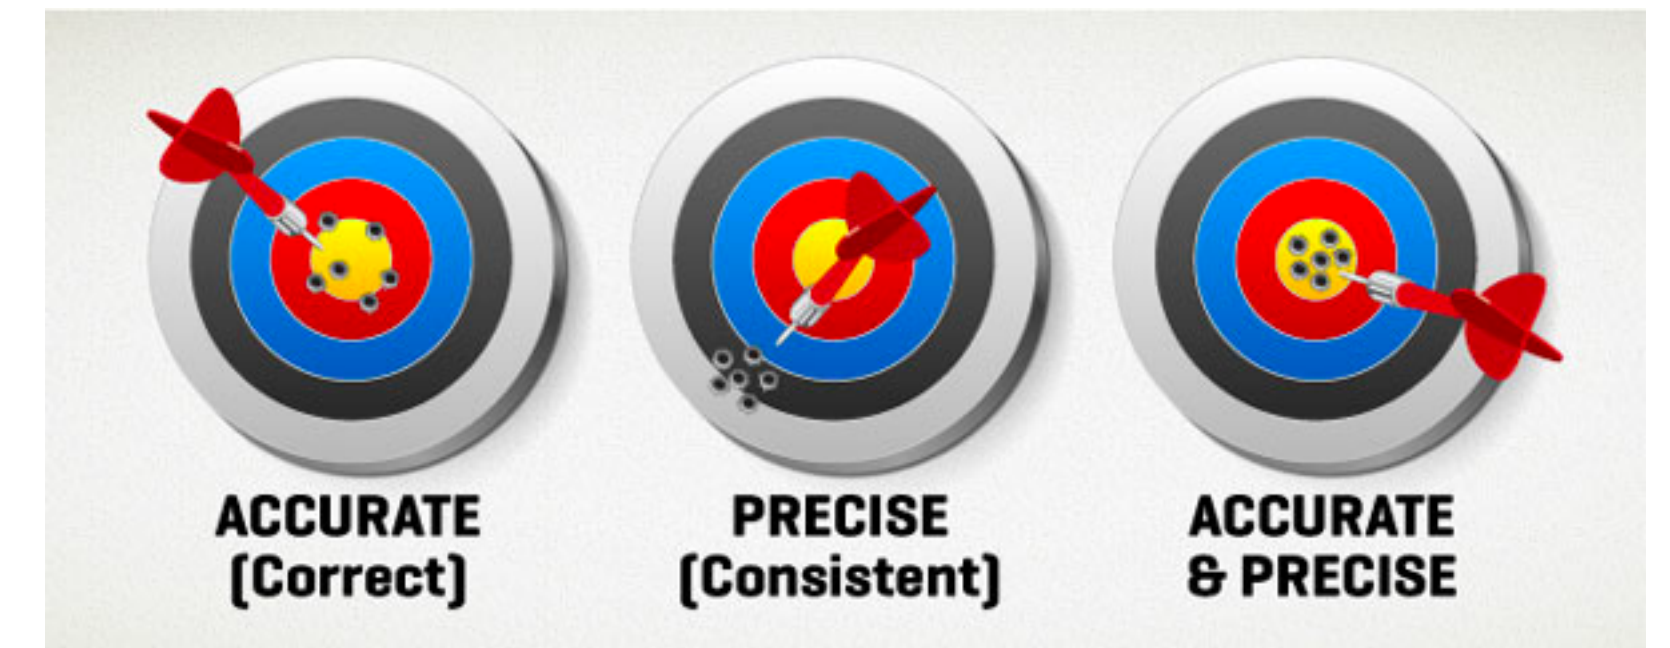 ACCURATE
(Correct)
PRECISE
(Consistent)
ACCURATE
& PRECISE